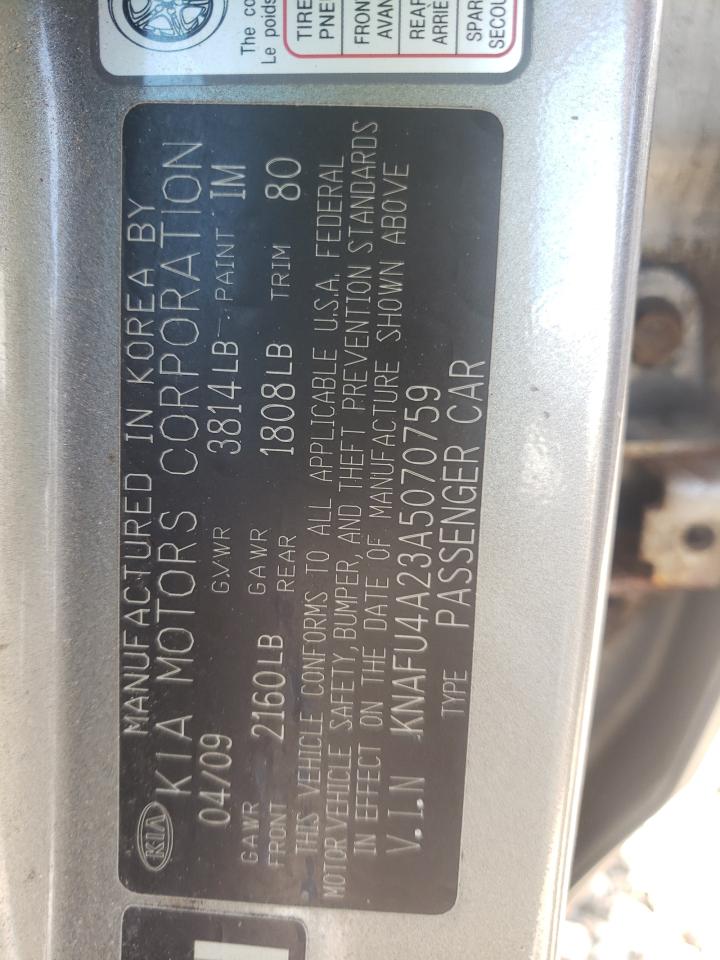 The co
Le poids
TIRE
PNEU
FRON
AVAN
REAR
ARRIÈ
SPAR
SECOU
KIA
MANUFACTURED IN KOREA BY
KIA MOTORS CORPORATION
04/09 GVWR 3814LB PAINT IM
GAWR FRONT 2160LB GAWR REAR 1808LB TRIM 80
THIS VEHICLE CONFORMS TO ALL APPLICABLE U.S.A. FEDERAL
MOTOR VEHICLE SAFETY, BUMPER, AND THEFT PREVENTION STANDARDS
IN EFFECT ON THE DATE OF MANUFACTURE SHOWN ABOVE
V.I.N KNAFU4A23A5070759
TYPE PASSENGER CAR